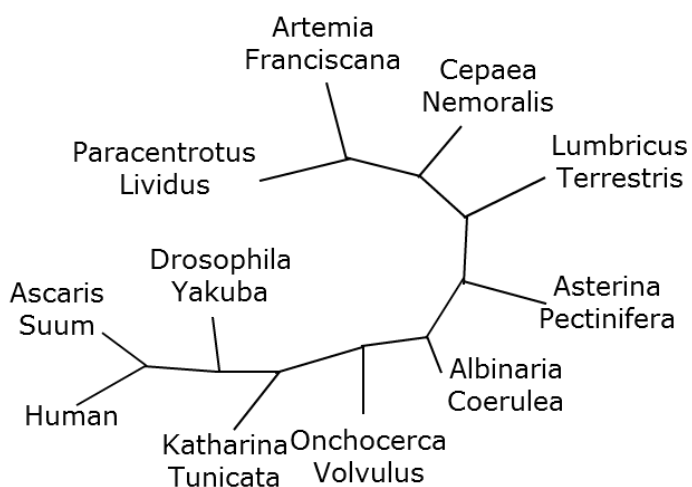 Artemia
Franciscana
Cepaea
Nemoralis
Lumbricus
Terrestris
Paracentrotus
Lividus
Drosophila
Yakuba
Ascaris
Suum
Asterina
Pectinifera
Albinaria
Coerulea
Human
Katharina
Tunicata
Onchocerca
Volvulus